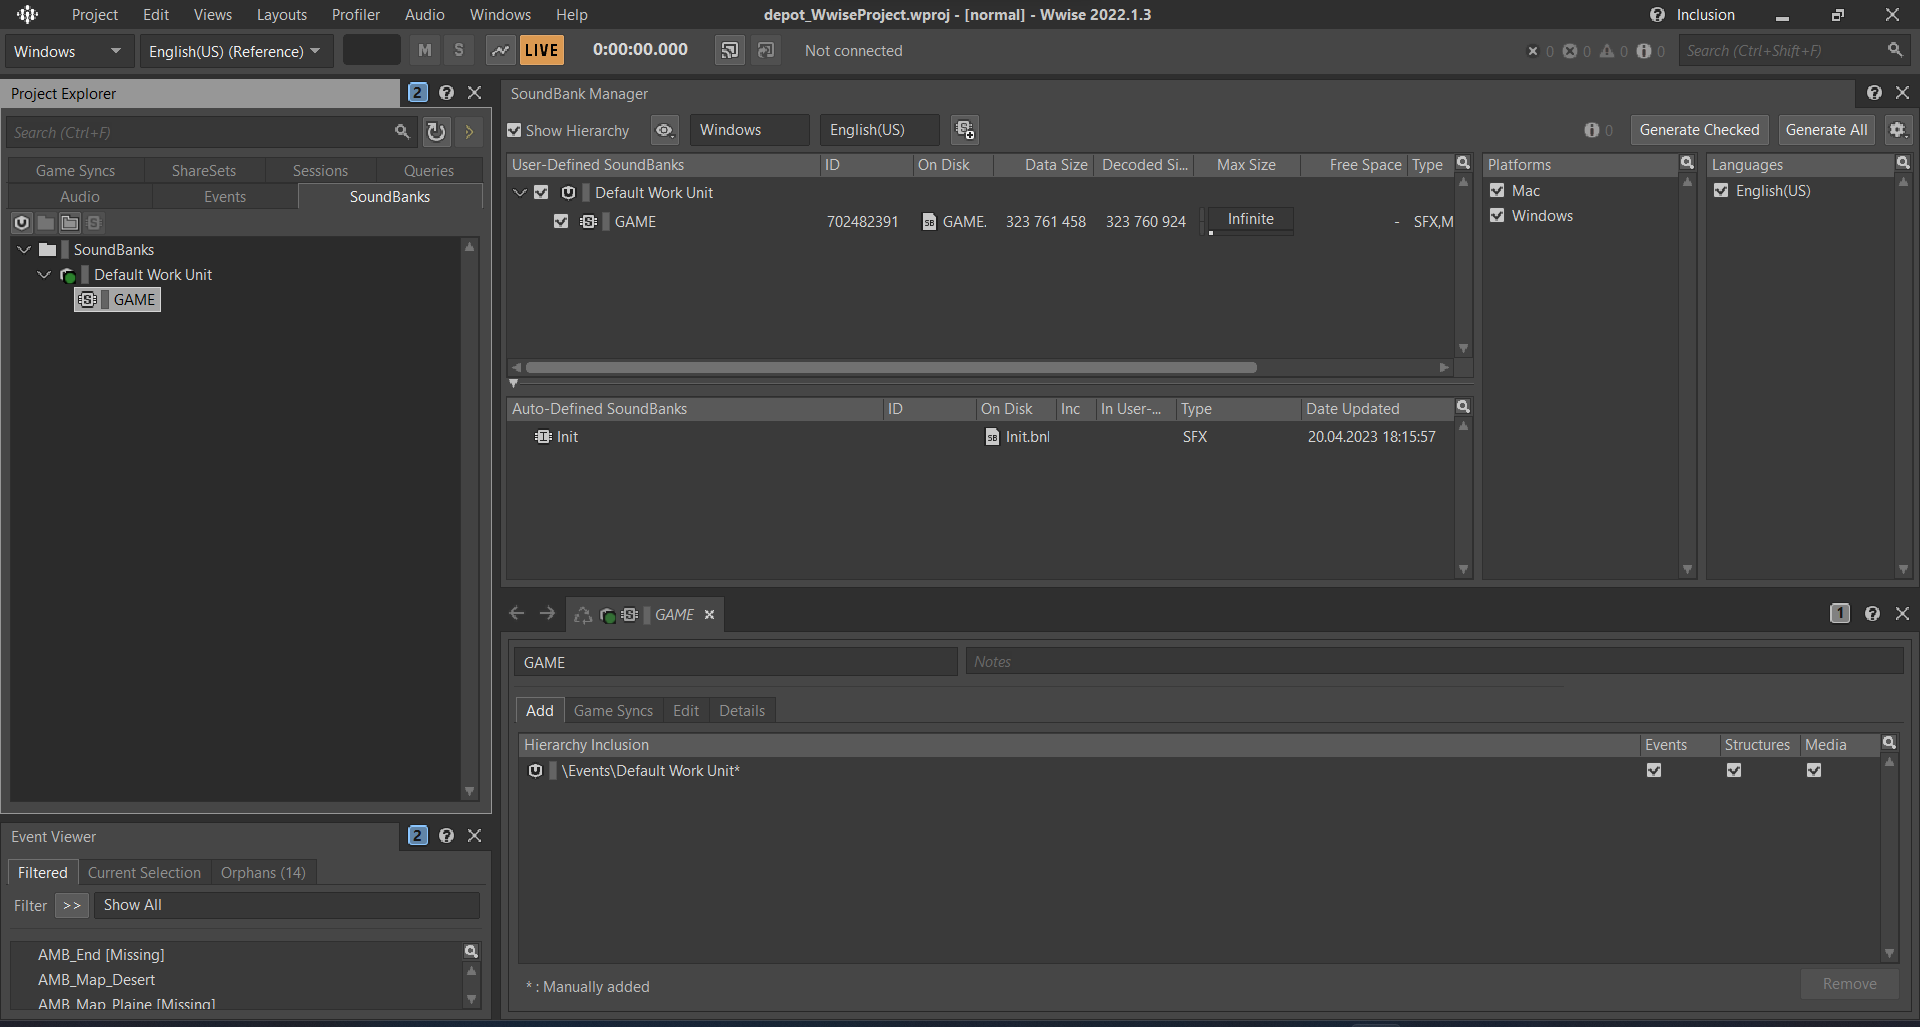 Project Edit Views Layouts Profiler Audio Windows Help depot_WwiseProject.wproj - [normal] - Wwise 2022.1.3 Inclusion
Windows English(US) (Reference) M S LIVE 0:00:00.000 Not connected 0 0 0 0 Search (Ctrl+Shift+F)
Project Explorer 2
Search (Ctrl+F)
Game Syncs ShareSets Sessions Queries
Audio Events SoundBanks
SoundBanks
Default Work Unit
GAME
Event Viewer 2
Filtered Current Selection Orphans (14)
Filter >> Show All
AMB_End [Missing]
AMB_Map_Desert
AMB_Map_Plaine [Missing]
SoundBank Manager
Show Hierarchy Windows English(US) 0 Generate Checked Generate All
User-Defined SoundBanks ID On Disk Data Size Decoded Si... Max Size Free Space Type
Default Work Unit
GAME 702482391 GAME. 323 761 458 323 760 924 Infinite - SFX,M
Platforms
Mac
Windows
Languages
English(US)
Auto-Defined SoundBanks ID On Disk Inc In User-... Type Date Updated
Init Init.bnl SFX 20.04.2023 18:15:57
GAME 1
GAME Notes
Add Game Syncs Edit Details
Hierarchy Inclusion Events Structures Media
\Events\Default Work Unit*
* : Manually added Remove